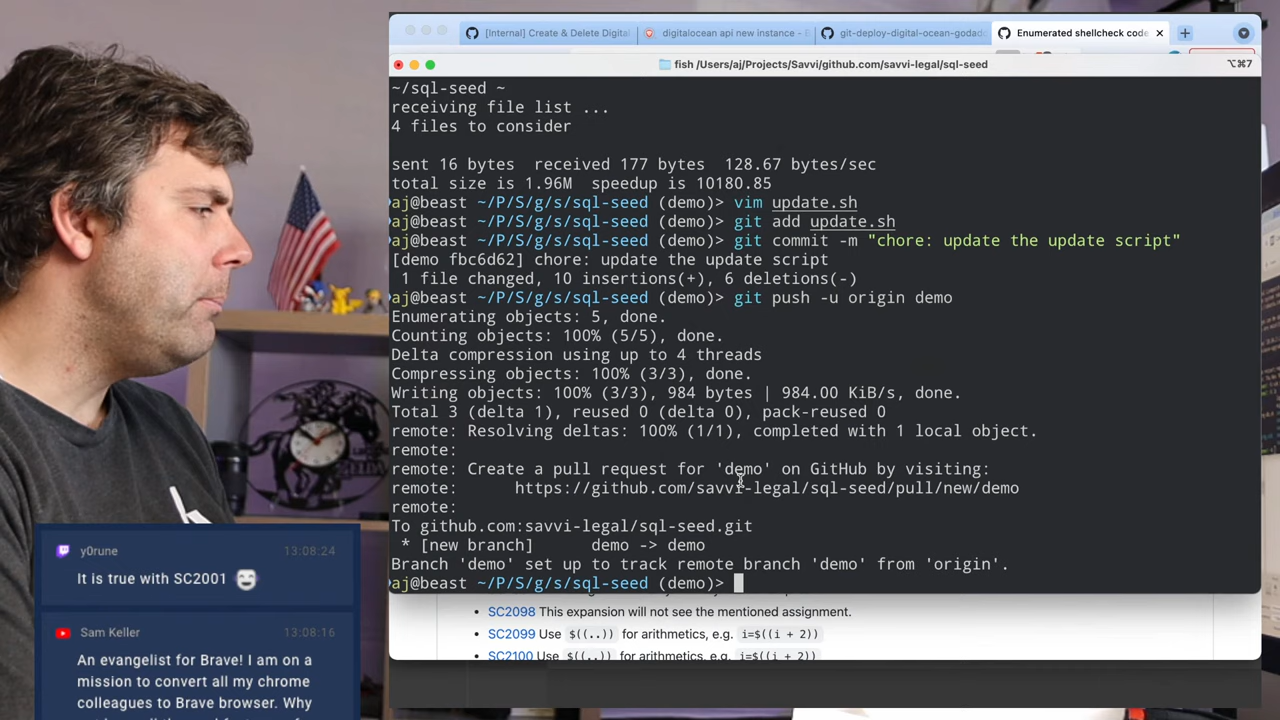 [Internal] Create & Delete Digital
digitalocean api new instance - B
git-deploy-digital-ocean-godadd
Enumerated shellcheck code
fish /Users/aj/Projects/Savvi/github.com/savvi-legal/sql-seed
⌥⌘7
~/sql-seed ~
receiving file list ...
4 files to consider
sent 16 bytes  received 177 bytes  128.67 bytes/sec
total size is 1.96M  speedup is 10180.85
aj@beast ~/P/S/g/s/sql-seed (demo)> vim update.sh
aj@beast ~/P/S/g/s/sql-seed (demo)> git add update.sh
aj@beast ~/P/S/g/s/sql-seed (demo)> git commit -m "chore: update the update script"
[demo fbc6d62] chore: update the update script
1 file changed, 10 insertions(+), 6 deletions(-)
aj@beast ~/P/S/g/s/sql-seed (demo)> git push -u origin demo
Enumerating objects: 5, done.
Counting objects: 100% (5/5), done.
Delta compression using up to 4 threads
Compressing objects: 100% (3/3), done.
Writing objects: 100% (3/3), 984 bytes | 984.00 KiB/s, done.
Total 3 (delta 1), reused 0 (delta 0), pack-reused 0
remote: Resolving deltas: 100% (1/1), completed with 1 local object.
remote:
remote: Create a pull request for 'demo' on GitHub by visiting:
remote:      https://github.com/savvi-legal/sql-seed/pull/new/demo
remote:
To github.com:savvi-legal/sql-seed.git
* [new branch]      demo -> demo
Branch 'demo' set up to track remote branch 'demo' from 'origin'.
aj@beast ~/P/S/g/s/sql-seed (demo)>
SC2098 This expansion will not see the mentioned assignment.
SC2099 Use $((..)) for arithmetics, e.g. i=$((i + 2))
SC2100 Use $((..)) for arithmetics, e.g. i=$((i + 2))
y0rune 13:08:24
It is true with SC2001
Sam Keller 13:08:16
An evangelist for Brave! I am on a
mission to convert all my chrome
colleagues to Brave browser. Why